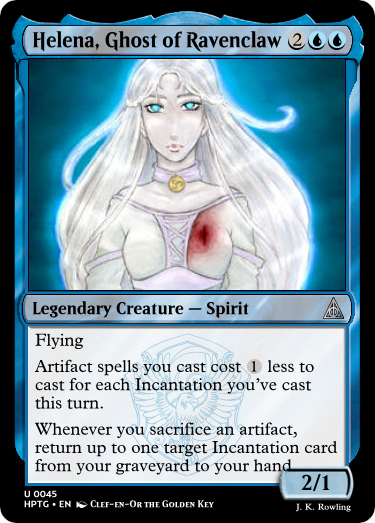 Helena, Ghost of Ravenclaw 2
Legendary Creature — Spirit
Flying
Artifact spells you cast cost 1 less to
cast for each Incantation you've cast
this turn.
Whenever you sacrifice an artifact,
return up to one target Incantation card
from your graveyard to your hand
2/1
U 0045
HPTG • EN Clef-en-Or the Golden Key
J. K. Rowling